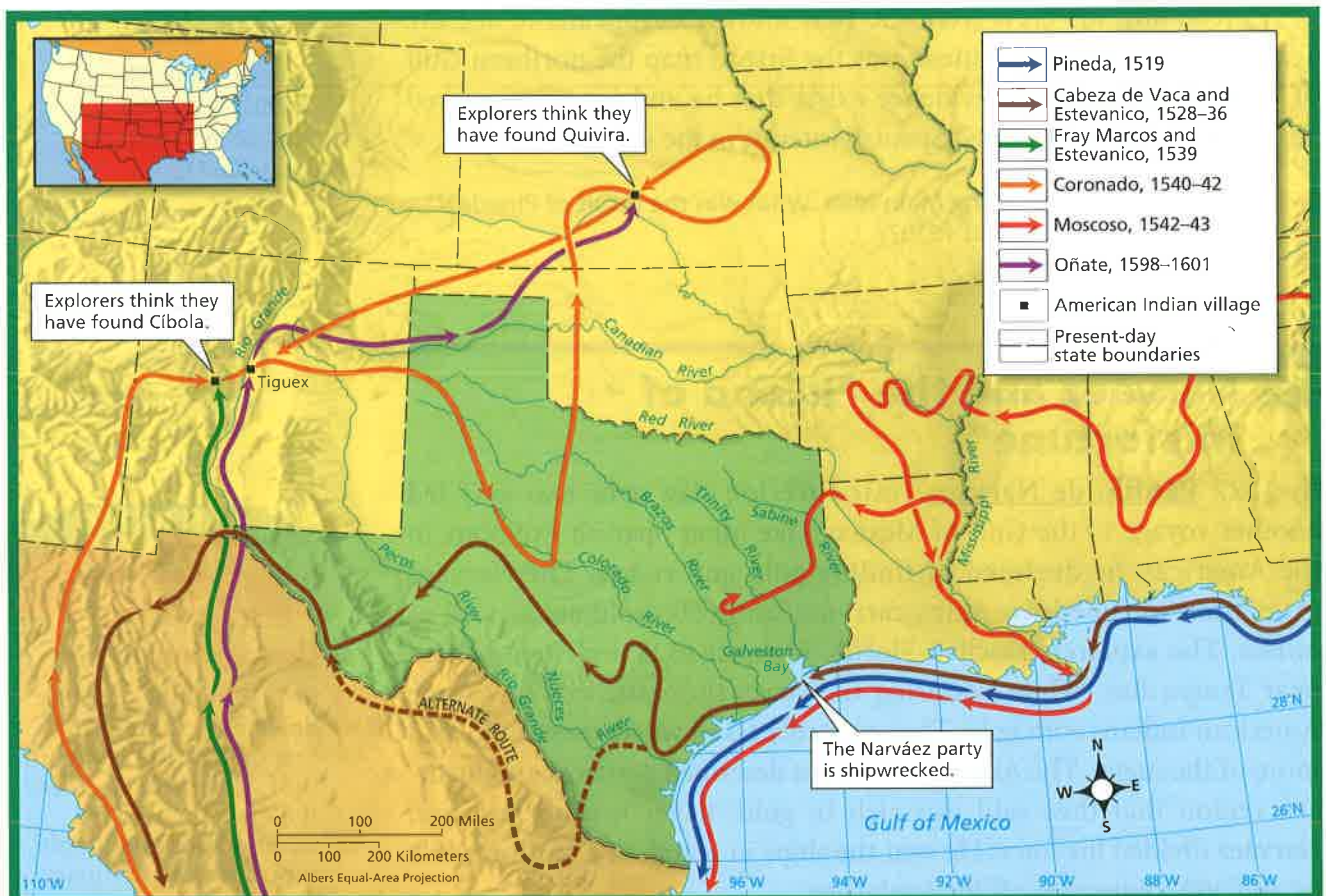 Explorers think they
have found Quivira.
Pineda, 1519
Cabeza de Vaca and
Estevanico, 1528–36
Fray Marcos and
Estevanico, 1539
Coronado, 1540–42
Moscoso, 1542–43
Oñate, 1598–1601
American Indian village
Present-day
state boundaries
Explorers think they
have found Cíbola.
Rio Grande
Tiguex
Canadian
River
Red River
Mississippi
River
Pecos
River
Colorado
River
Brazos
River
Trinity
River
Sabine
River
Galveston
Bay
Nueces
River
Rio Grande
ALTERNATE ROUTE
The Narváez party
is shipwrecked.
28°N
26°N
N
W
E
S
Gulf of Mexico
0 100 200 Miles
0 100 200 Kilometers
Albers Equal-Area Projection
110°W
96°W
94°W
92°W
90°W
88°W
86°W